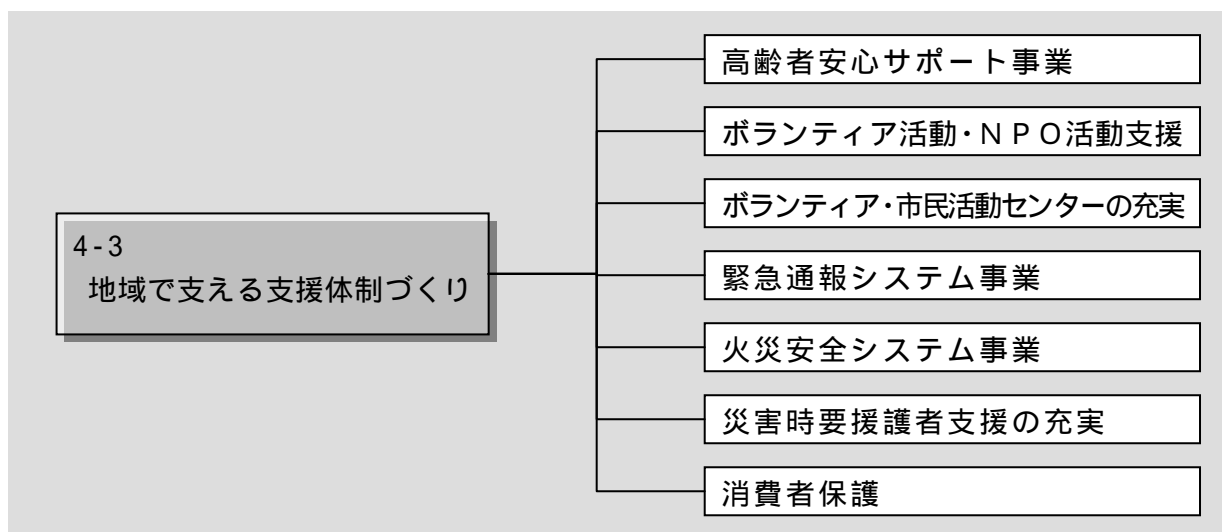 4-3
地域で支える支援体制づくり
高齢者安心サポート事業
ボランティア活動・ＮＰＯ活動支援
ボランティア・市民活動センターの充実
緊急通報システム事業
火災安全システム事業
災害時要援護者支援の充実
消費者保護